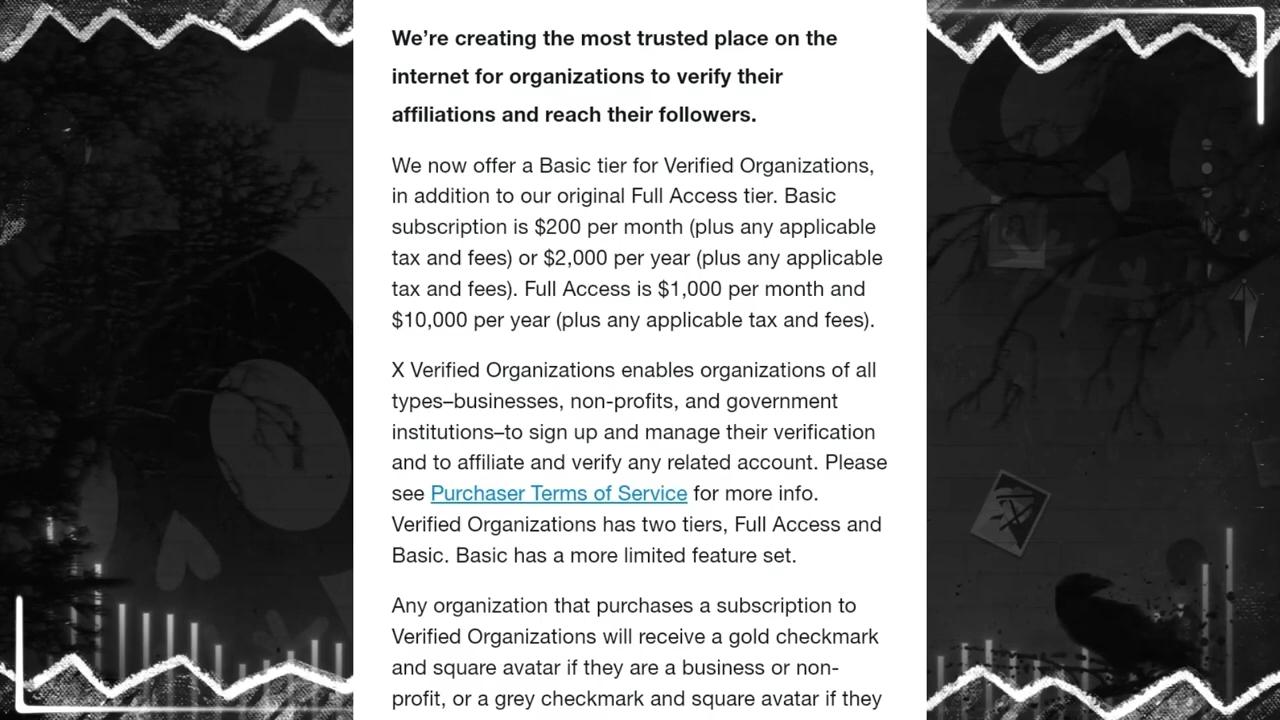 We’re creating the most trusted place on the
internet for organizations to verify their
affiliations and reach their followers.
We now offer a Basic tier for Verified Organizations,
in addition to our original Full Access tier. Basic
subscription is $200 per month (plus any applicable
tax and fees) or $2,000 per year (plus any applicable
tax and fees). Full Access is $1,000 per month and
$10,000 per year (plus any applicable tax and fees).
X Verified Organizations enables organizations of all
types–businesses, non-profits, and government
institutions–to sign up and manage their verification
and to affiliate and verify any related account. Please
see Purchaser Terms of Service for more info.
Verified Organizations has two tiers, Full Access and
Basic. Basic has a more limited feature set.
Any organization that purchases a subscription to
Verified Organizations will receive a gold checkmark
and square avatar if they are a business or non-
profit, or a grey checkmark and square avatar if they